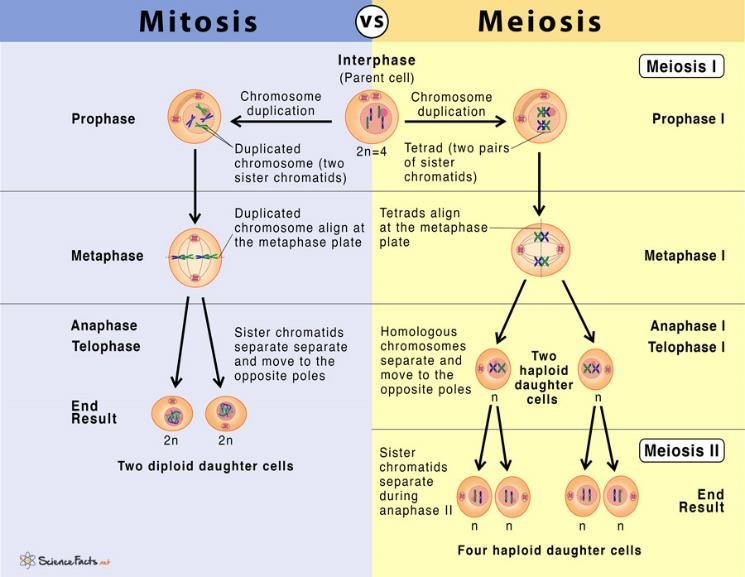 Mitosis
VS
Meiosis
Interphase
(Parent cell)
Meiosis I
Prophase
Chromosome
duplication
Chromosome
duplication
Prophase I
2n=4
Duplicated
chromosome (two
sister chromatids)
Tetrad (two pairs
of sister
chromatids)
Metaphase
Duplicated
chromosome align at
the metaphase plate
Tetrads align
at the metaphase
plate
Metaphase I
Anaphase
Telophase
Sister chromatids
separate separate
and move to the
opposite poles
Homologous
chromosomes
separate and
move to the
opposite poles
Two
haploid
daughter
cells
n
n
Anaphase I
Telophase I
End
Result
2n
2n
Two diploid daughter cells
Meiosis II
Sister
chromatids
separate
during
anaphase II
n
n
n
n
End
Result
Four haploid daughter cells
ScienceFacts.net